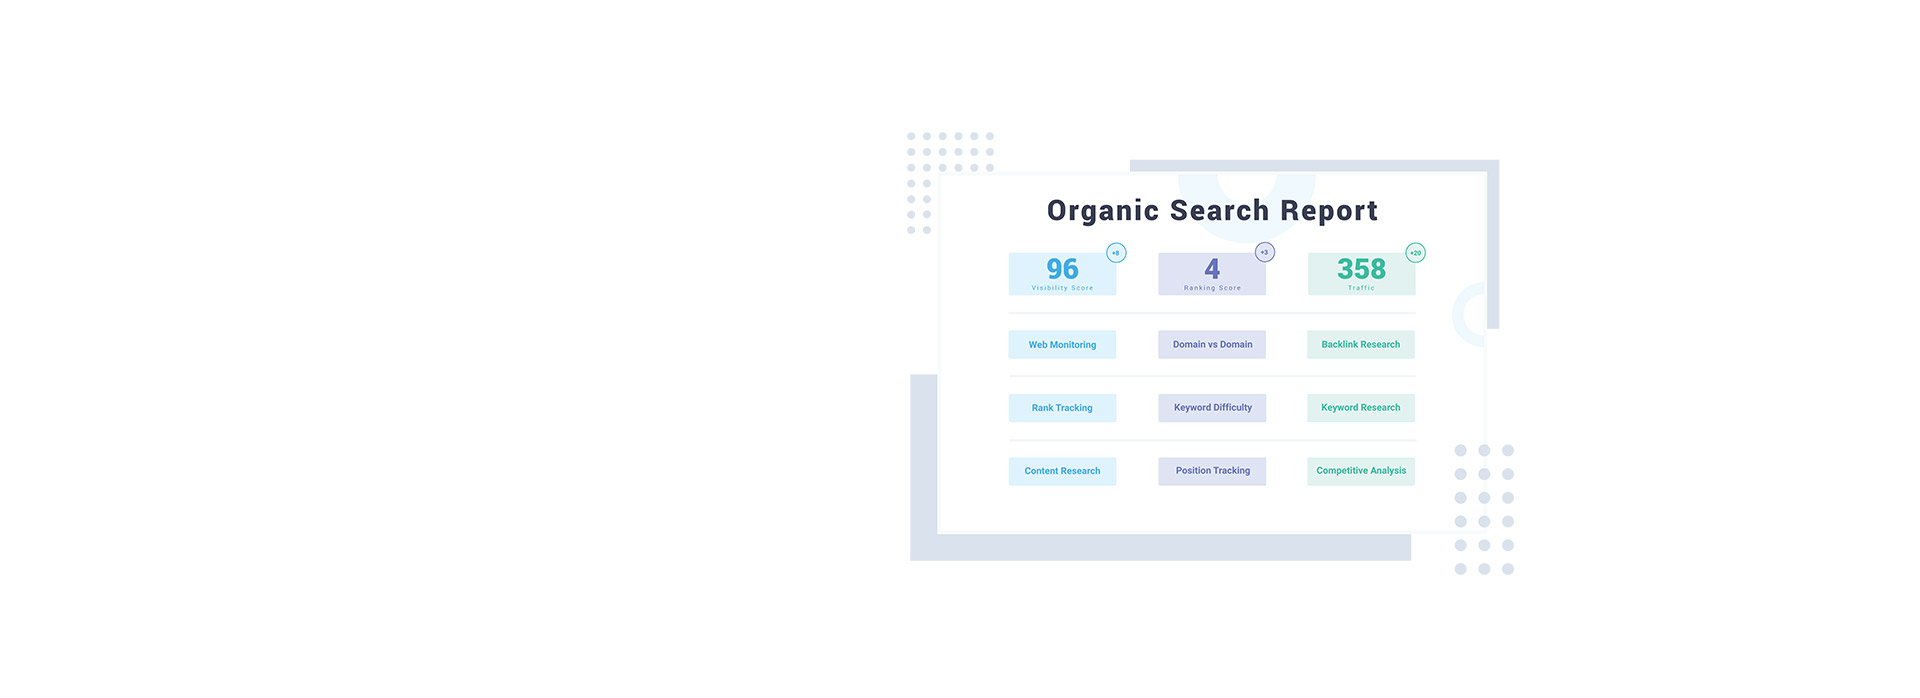 Organic Search Report
+8
+3
+20
96
4
358
Visibility Score
Ranking Score
Traffic
Web Monitoring
Domain vs Domain
Backlink Research
Rank Tracking
Keyword Difficulty
Keyword Research
Content Research
Position Tracking
Competitive Analysis